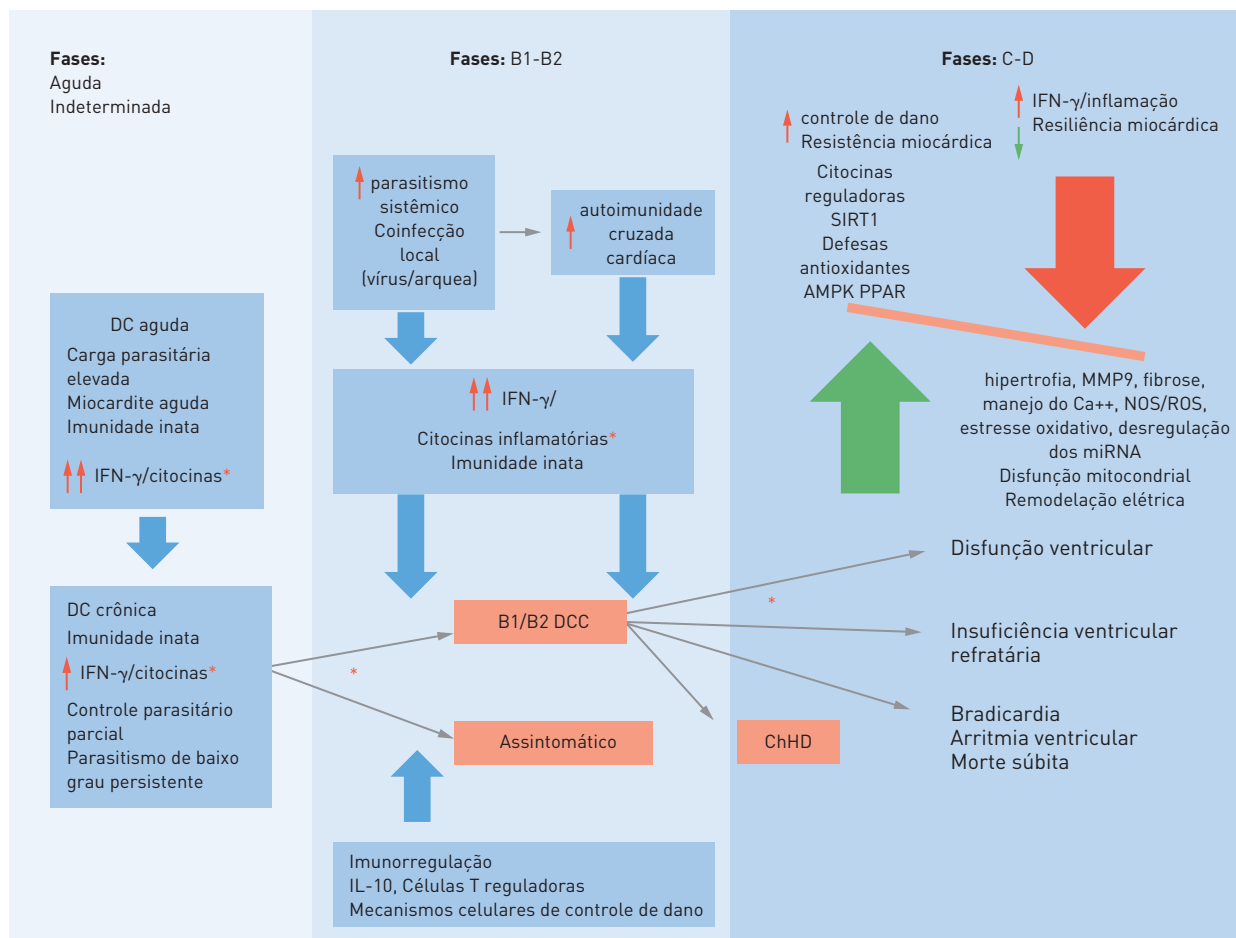 Fases:
Aguda
Indeterminada
DC aguda
Carga parasitária
elevada
Miocardite aguda
Imunidade inata
IFN-γ/citocinas*
DC crônica
Imunidade inata
IFN-γ/citocinas*
Controle parasitário
parcial
Parasitismo de baixo
grau persistente
Fases: B1-B2
parasitismo
sistêmico
Coinfecção
local
(vírus/arquea)
autoimunidade
cruzada
cardíaca
IFN-γ/
Citocinas inflamatórias*
Imunidade inata
*
B1/B2 DCC
Assintomático
Imunorregulação
IL-10, Células T reguladoras
Mecanismos celulares de controle de dano
Fases: C-D
controle de dano
Resistência miocárdica
Citocinas
reguladoras
SIRT1
Defesas
antioxidantes
AMPK PPAR
IFN-γ/inflamação
Resiliência miocárdica
hipertrofia, MMP9, fibrose,
manejo do Ca++, NOS/ROS,
estresse oxidativo, desregulação
dos miRNA
Disfunção mitocondrial
Remodelação elétrica
*
Disfunção ventricular
Insuficiência ventricular
refratária
Bradicardia
Arritmia ventricular
Morte súbita
ChHD